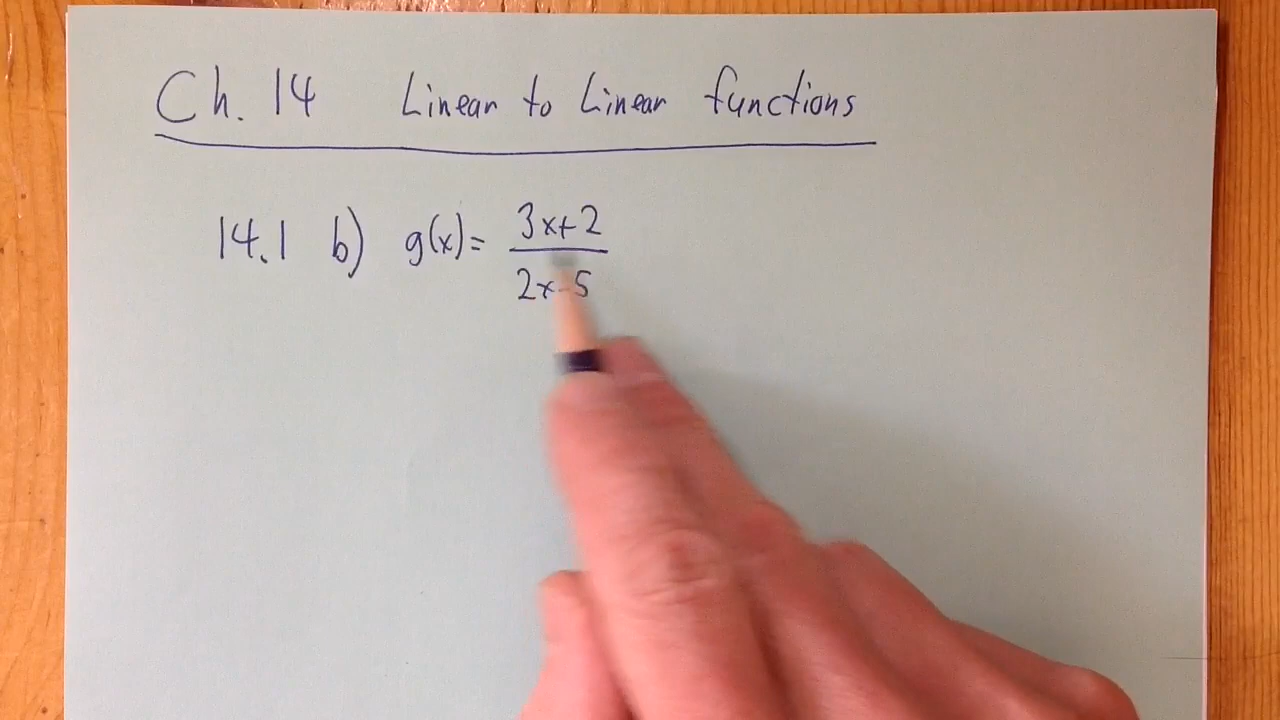 Ch. 14 Linear to Linear functions
14.1 b) g(x)= 3x+2
2x-5